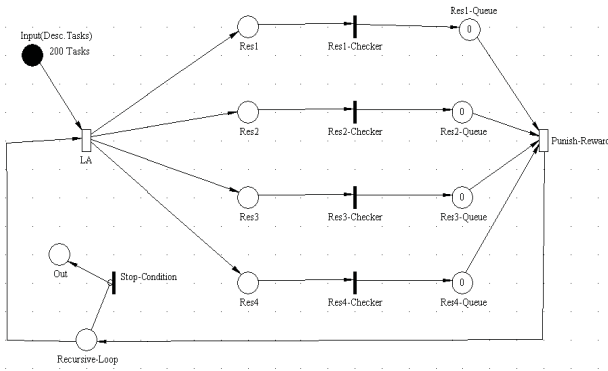 Input(Desc.Tasks)
200 Tasks
LA
Res1
Res1-Checker
Res1-Queue
0
Res2
Res2-Checker
Res2-Queue
0
Punish-Reward
Res3
Res3-Checker
Res3-Queue
0
Res4
Res4-Checker
Res4-Queue
0
Out
Stop-Condition
Recursive-Loop